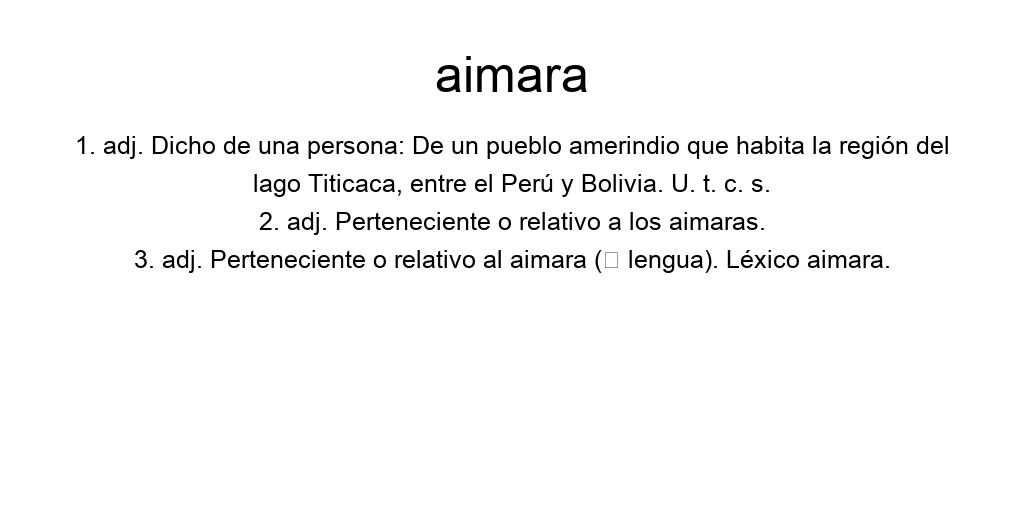 aimara
1. adj. Dicho de una persona: De un pueblo amerindio que habita la región del
lago Titicaca, entre el Perú y Bolivia. U. t. c. s.
2. adj. Perteneciente o relativo a los aimaras.
3. adj. Perteneciente o relativo al aimara (□ lengua). Léxico aimara.